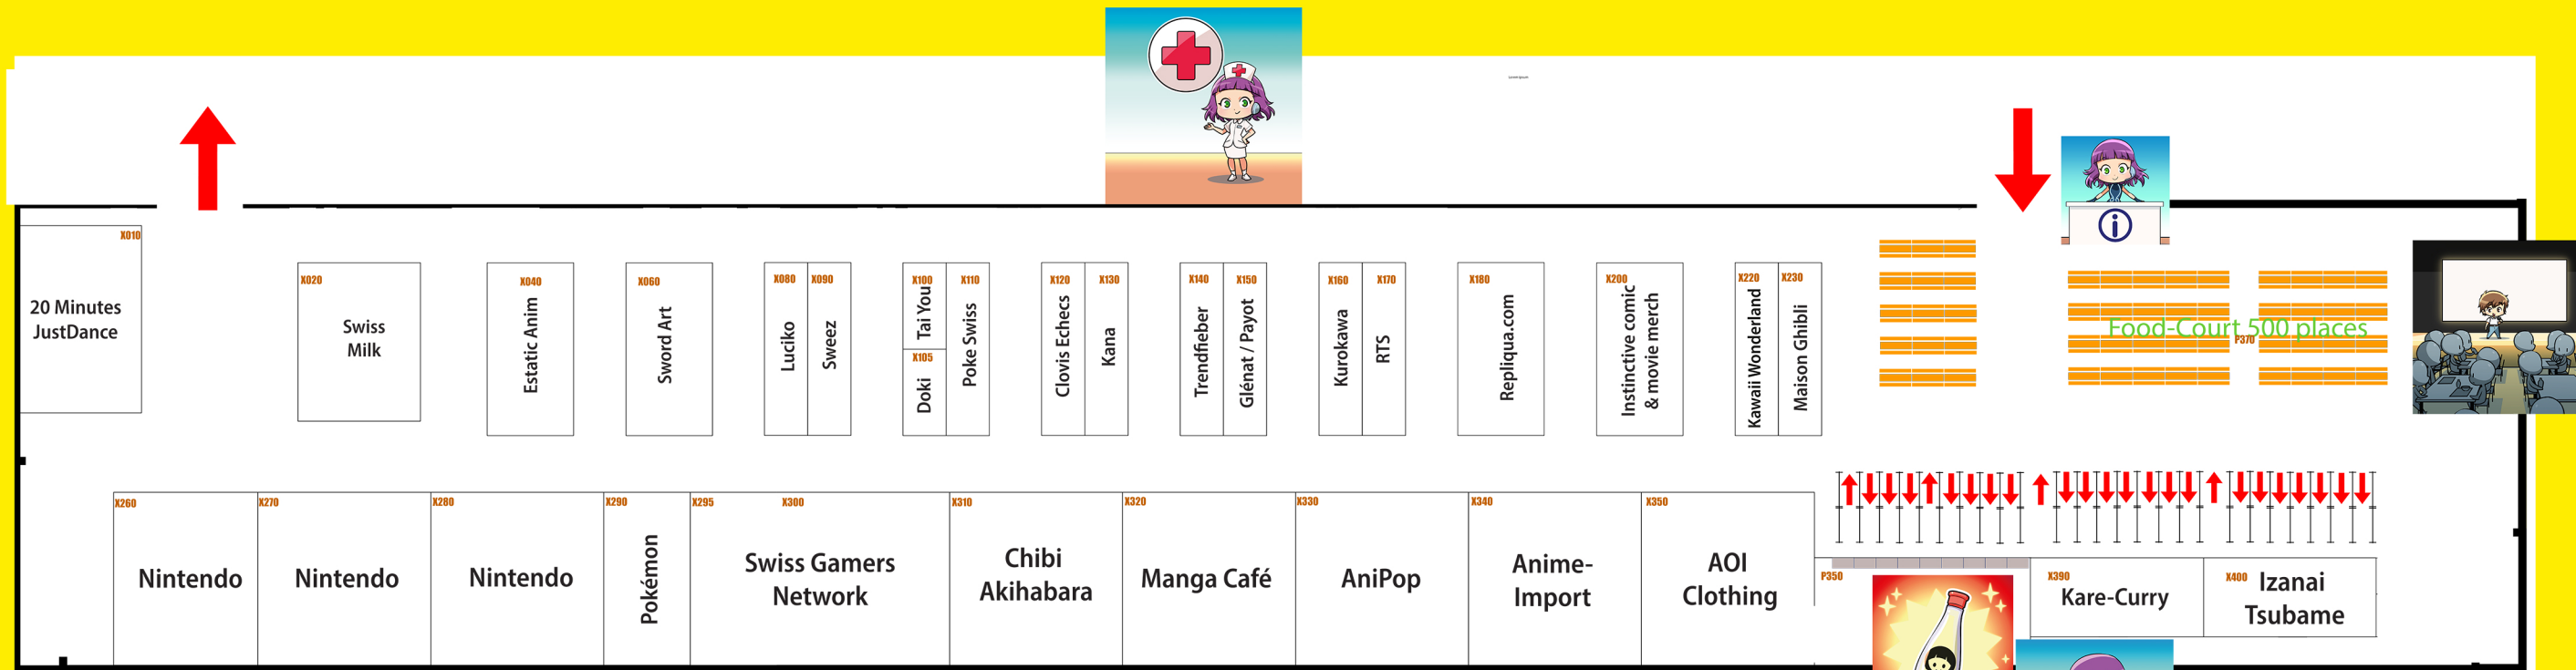 Lorem ipsum
X010
20 Minutes
JustDance
X020
Swiss
Milk
X040
Estatic Anim
X060
Sword Art
X080
Luciko
X090
Sweez
X100
Tai You
X105
Doki
X110
Poke Swiss
X120
Clovis Echecs
X130
Kana
X140
Trendfieber
X150
Glénat / Payot
X160
Kurokawa
X170
RTS
X180
Repliqua.com
X200
Instinctive comic
& movie merch
X220
Kawaii Wonderland
X230
Maison Ghibli
i
Food-Court 500 places
P370
X260
Nintendo
X270
Nintendo
X280
Nintendo
X290
Pokémon
X295
X300
Swiss Gamers
Network
X310
Chibi
Akihabara
X320
Manga Café
X330
AniPop
X340
Anime-
Import
X350
AOI
Clothing
P350
X390
Kare-Curry
X400
Izanai
Tsubame